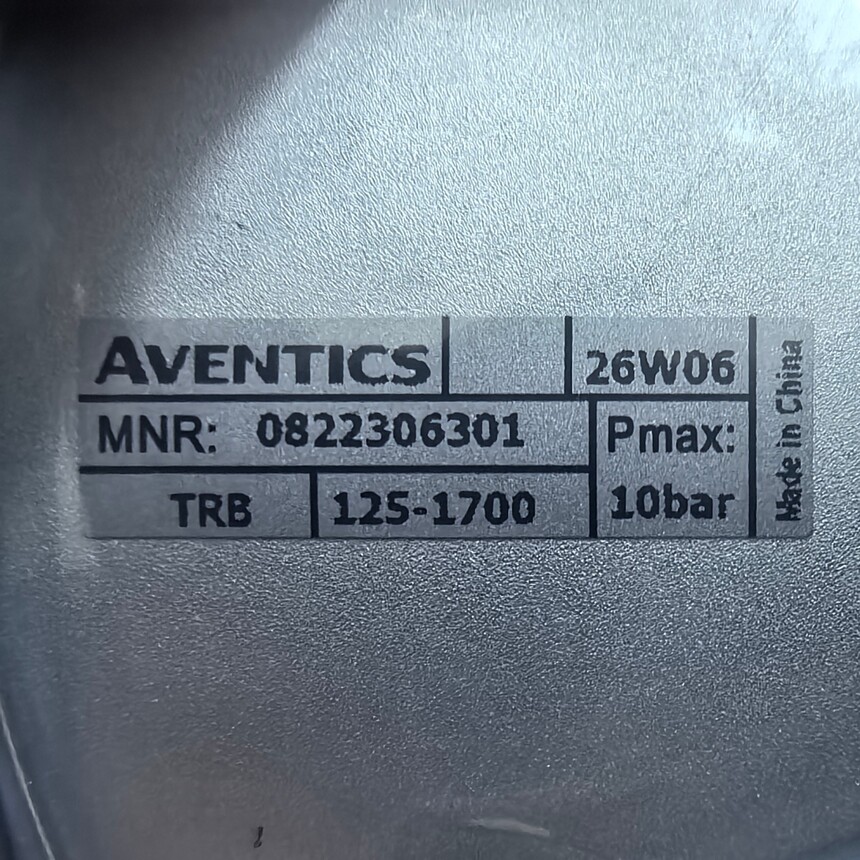 AVENTICS 26W06
MNR: 0822306301 Pmax:
TRB 125-1700 10bar
Made in China